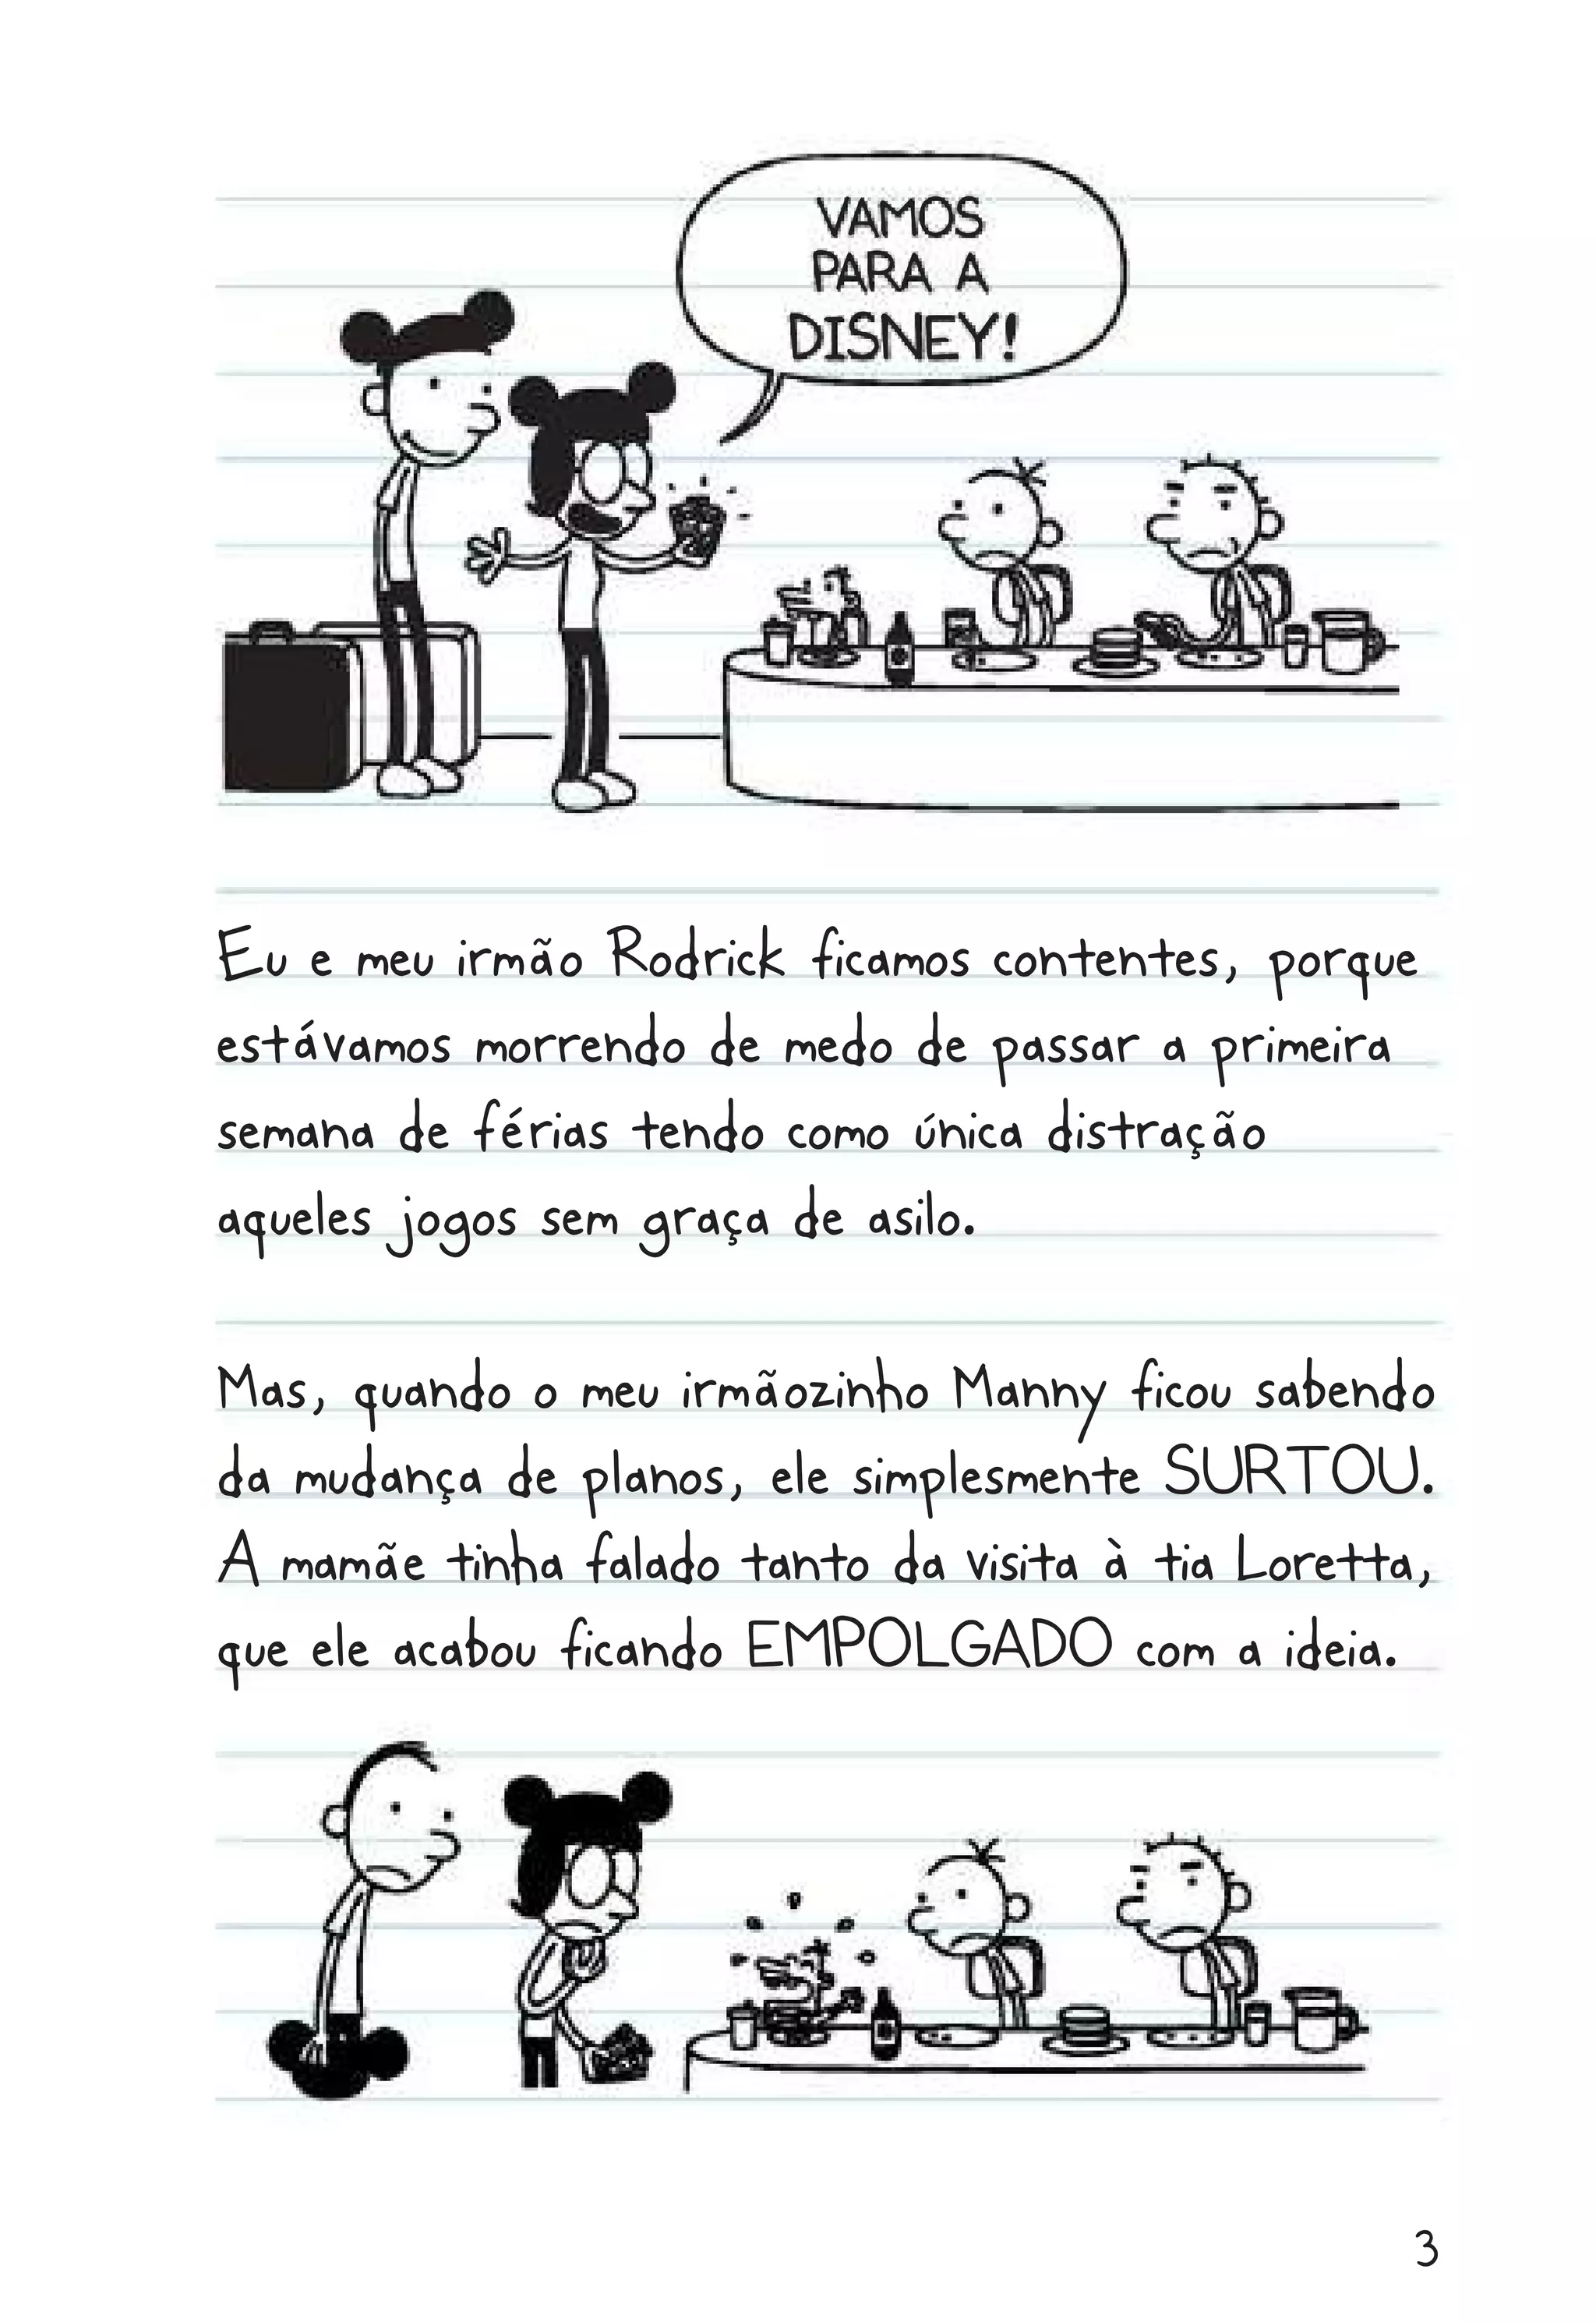 VAMOS
PARA A
DISNEY!
Eu e meu irmão Rodrick ficamos contentes, porque
estávamos morrendo de medo de passar a primeira
semana de férias tendo como única distração
aqueles jogos sem graça de asilo.
Mas, quando o meu irmãozinho Manny ficou sabendo
da mudança de planos, ele simplesmente SURTOU.
A mamãe tinha falado tanto da visita à tia Loretta,
que ele acabou ficando EMPOLGADO com a ideia.
3